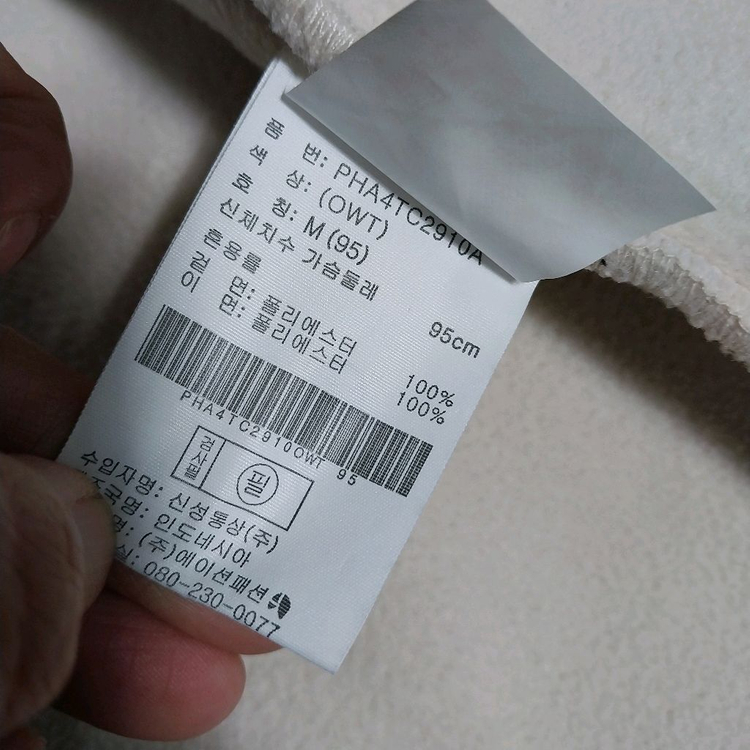 품 번: PHA4TC2910A
색 상: (OWT)
호 칭: M (95)
신체치수 가슴둘레 95cm
혼용률
겉 면: 폴리에스터 100%
이 면: 폴리에스터 100%
PHA4TC2910OWT 95
검사필 필
수입자명: 신성통상(주)
조국명: 인도네시아
명: (주)에이션패션
실: 080-230-0077